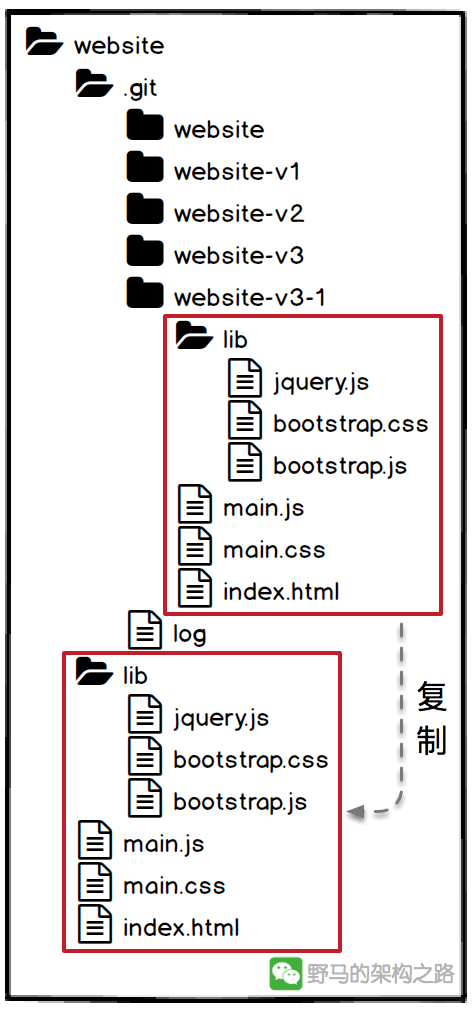 website
.git
website
website-v1
website-v2
website-v3
website-v3-1
lib
jquery.js
bootstrap.css
bootstrap.js
main.js
main.css
index.html
log
lib
jquery.js
bootstrap.css
bootstrap.js
main.js
main.css
index.html
复制
野马的架构之路